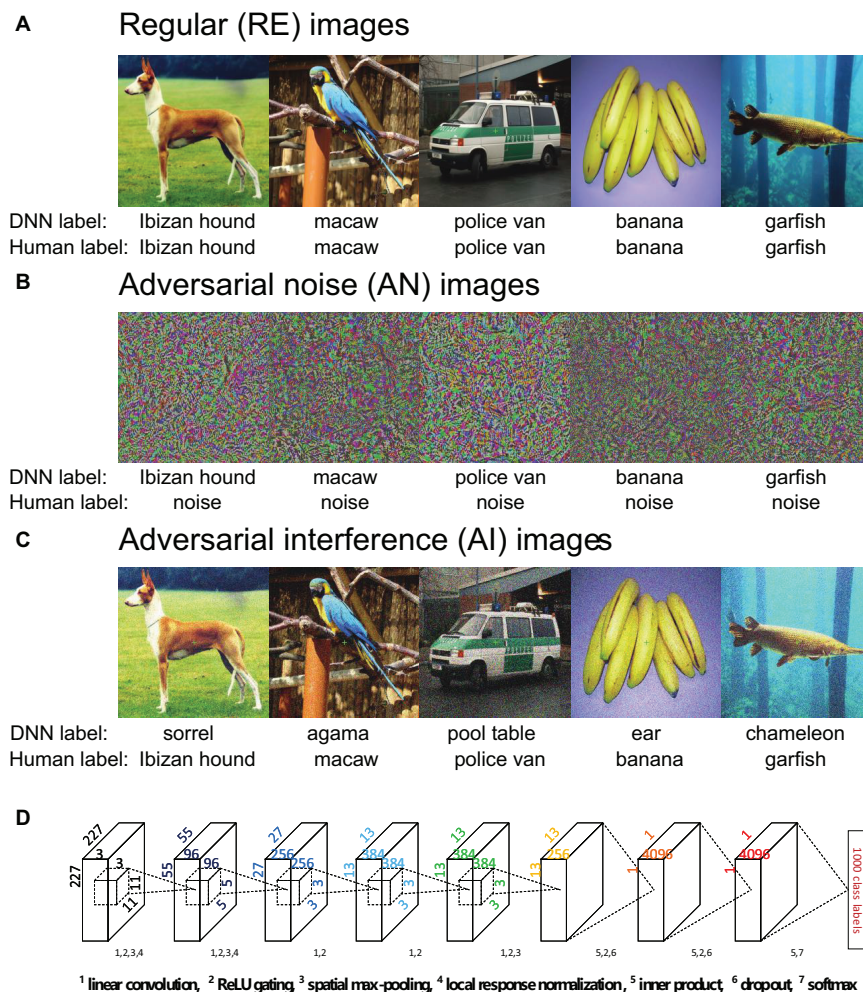 A
Regular (RE) images
DNN label: Ibizan hound macaw police van banana garfish
Human label: Ibizan hound macaw police van banana garfish
B
Adversarial noise (AN) images
DNN label: Ibizan hound macaw police van banana garfish
Human label: noise noise noise noise noise
C
Adversarial interference (AI) images
DNN label: sorrel agama pool table ear chameleon
Human label: Ibizan hound macaw police van banana garfish
D
227 55 27 13 13 13 1 1
3 96 256 384 384 256 4096 4096
3 96 256 384 384
227 55 27 13 13 13 1 1
11 5 3 3 3
11 5 3 3 3
1000 class labels
1,2,3,4 1,2,3,4 1,2 1,2 1,2,3 5,2,6 5,2,6 5,7
1 linear convolution, 2 ReLU gating, 3 spatial max-pooling, 4 local response normalization, 5 inner product, 6 dropout, 7 softmax